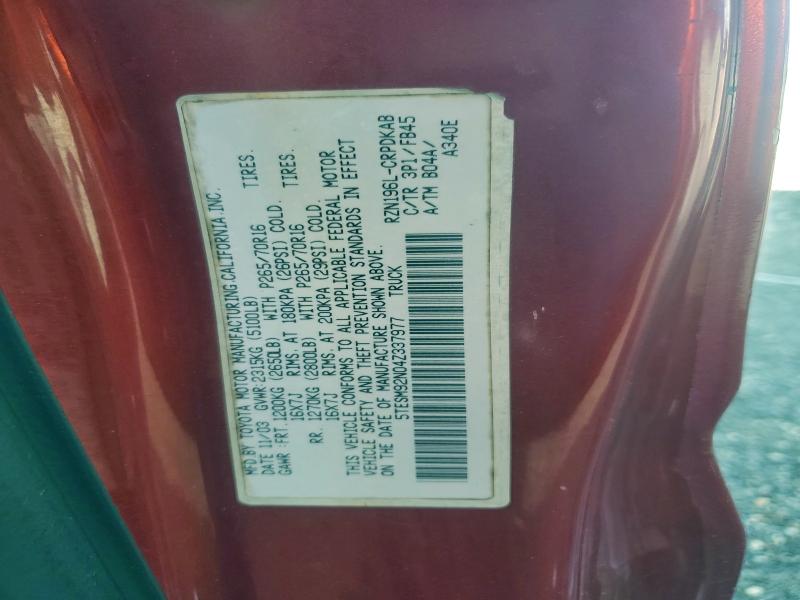 MFD.BY TOYOTA MOTOR MANUFACTURING,CALIFORNIA,INC.
DATE 11/03 GVWR:2315KG (5100LB)
GAWR :FRT.1200KG (2650LB) WITH P265/70R16 TIRES.
16X7J RIMS. AT 180KPA (26PSI) COLD.
RR. 1270KG (2800LB) WITH P265/70R16 TIRES.
16X7J RIMS. AT 200KPA (29PSI) COLD.
THIS VEHICLE CONFORMS TO ALL APPLICABLE FEDERAL MOTOR
VEHICLE SAFETY AND THEFT PREVENTION STANDARDS IN EFFECT
ON THE DATE OF MANUFACTURE SHOWN ABOVE.
5TESM92N04Z337977 TRUCK
RZN196L-CRPDKAB
C/TR 3P1/FB45
A/TM B04A/
A340E